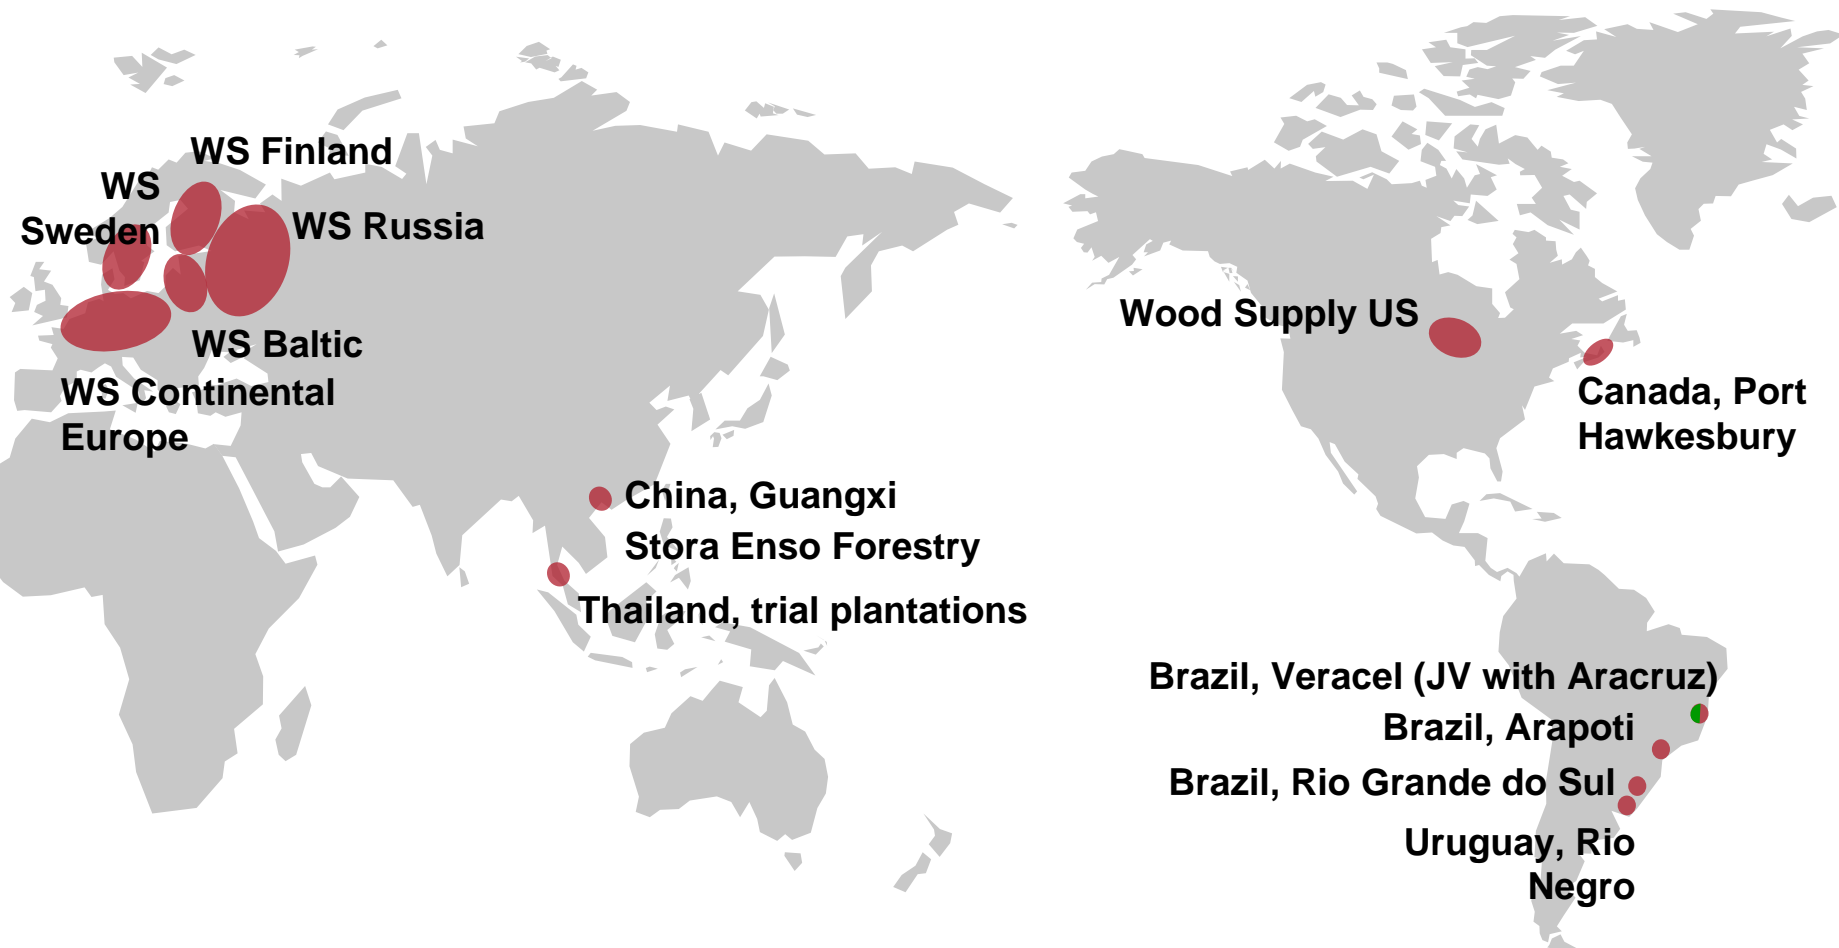 WS Finland
WS
Sweden
WS Russia
WS Baltic
WS Continental
Europe
China, Guangxi
Stora Enso Forestry
Thailand, trial plantations
Wood Supply US
Canada, Port
Hawkesbury
Brazil, Veracel (JV with Aracruz)
Brazil, Arapoti
Brazil, Rio Grande do Sul
Uruguay, Rio
Negro